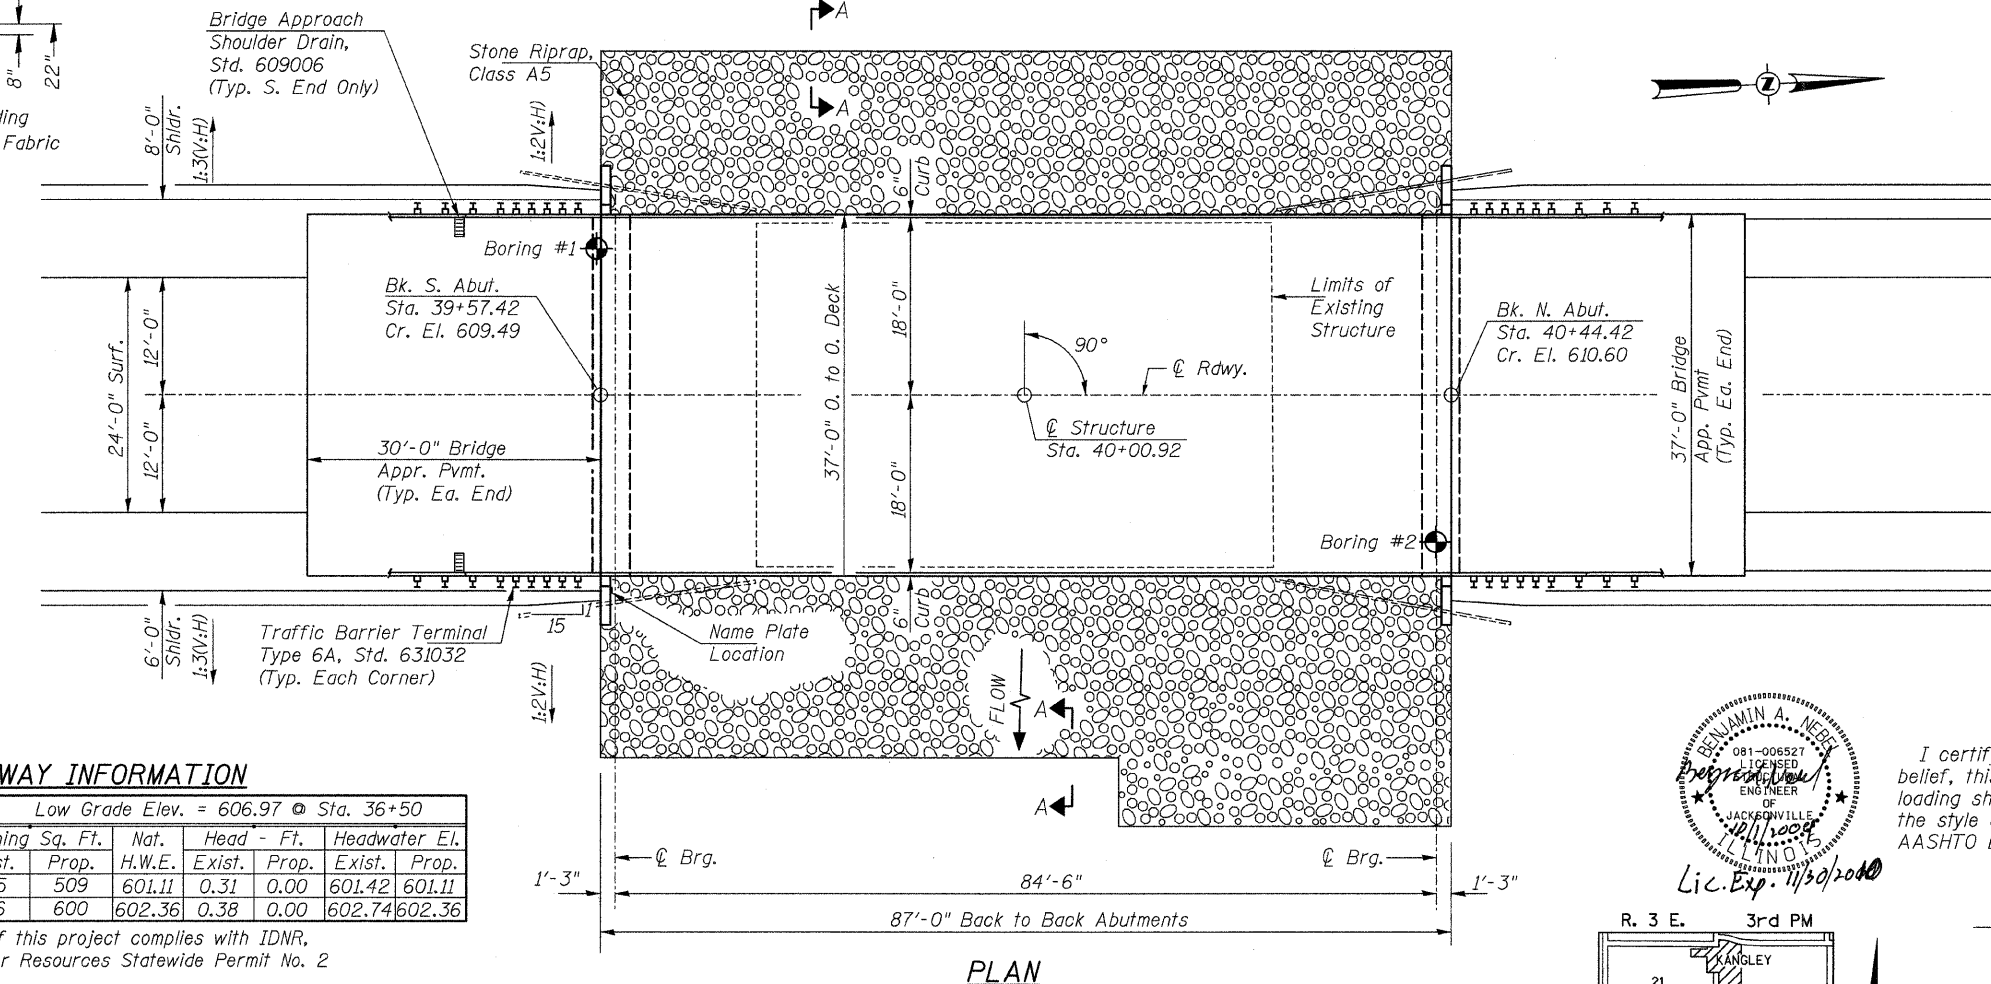 8"
22"
Fabric
Bridge Approach
Shoulder Drain,
Std. 609006
(Typ. S. End Only)
Stone Riprap,
Class A5
A
A
Z
8'-0"
Shldr.
1:3(V:H)
1:2(V:H)
6"
Curb
Boring #1
Bk. S. Abut.
Sta. 39+57.42
Cr. El. 609.49
24'-0" Surf.
12'-0"
12'-0"
30'-0" Bridge
Appr. Pvmt.
(Typ. Ea. End)
37'-0" O. to O. Deck
18'-0"
18'-0"
90°
℄ Rdwy.
℄ Structure
Sta. 40+00.92
Limits of
Existing
Structure
Bk. N. Abut.
Sta. 40+44.42
Cr. El. 610.60
37'-0" Bridge
App. Pvmt
(Typ. Ea. End)
Boring #2
6'-0"
Shldr.
1:3(V:H)
Traffic Barrier Terminal
Type 6A, Std. 631032
(Typ. Each Corner)
15
1:2(V:H)
Name Plate
Location
6"
Curb
FLOW
A
A
WAY INFORMATION
Low Grade Elev. = 606.97 @ Sta. 36+50
Sq. Ft. Nat. Head - Ft. Headwater El.
Prop. H.W.E. Exist. Prop. Exist. Prop.
509 601.11 0.31 0.00 601.42 601.11
600 602.36 0.38 0.00 602.74 602.36
this project complies with IDNR,
Resources Statewide Permit No. 2
℄ Brg.
℄ Brg.
1'-3"
84'-6"
1'-3"
87'-0" Back to Back Abutments
PLAN
BENJAMIN A. NEBEL
081-006527
LICENSED
STRUCTURAL
ENGINEER
OF
JACKSONVILLE
ILLINOIS
Lic. Exp. 11/30/2010
I certif
belief, this
loading sh
the style
AASHTO
R. 3 E. 3rd PM
KANGLEY
21